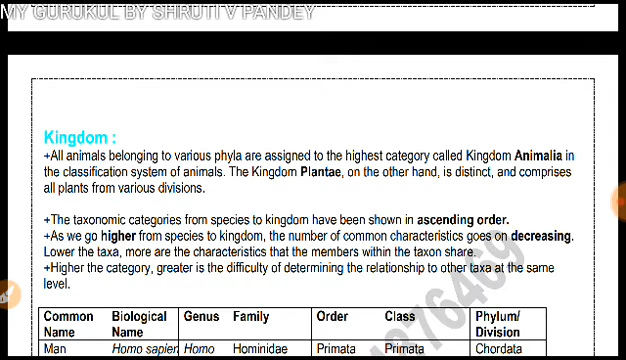 MY GURUKUL BY SHRUTI V PANDEY
Kingdom :
+All animals belonging to various phyla are assigned to the highest category called Kingdom Animalia in
the classification system of animals. The Kingdom Plantae, on the other hand, is distinct, and comprises
all plants from various divisions.
+The taxonomic categories from species to kingdom have been shown in ascending order.
+As we go higher from species to kingdom, the number of common characteristics goes on decreasing.
Lower the taxa, more are the characteristics that the members within the taxon share.
+Higher the category, greater is the difficulty of determining the relationship to other taxa at the same
level.
Common Name Biological Name Genus Family Order Class Phylum/ Division
Man Homo sapien Homo Hominidae Primata Primata Chordata